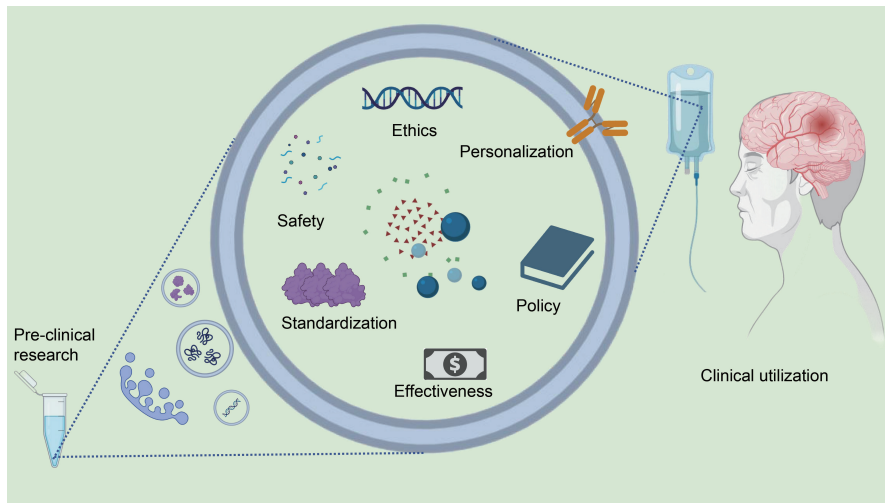 Ethics
Personalization
Safety
Standardization
Policy
Pre-clinical
research
$
Effectiveness
Clinical utilization